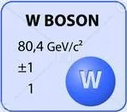 W BOSON
80,4 GeV/c²
±1
1
W